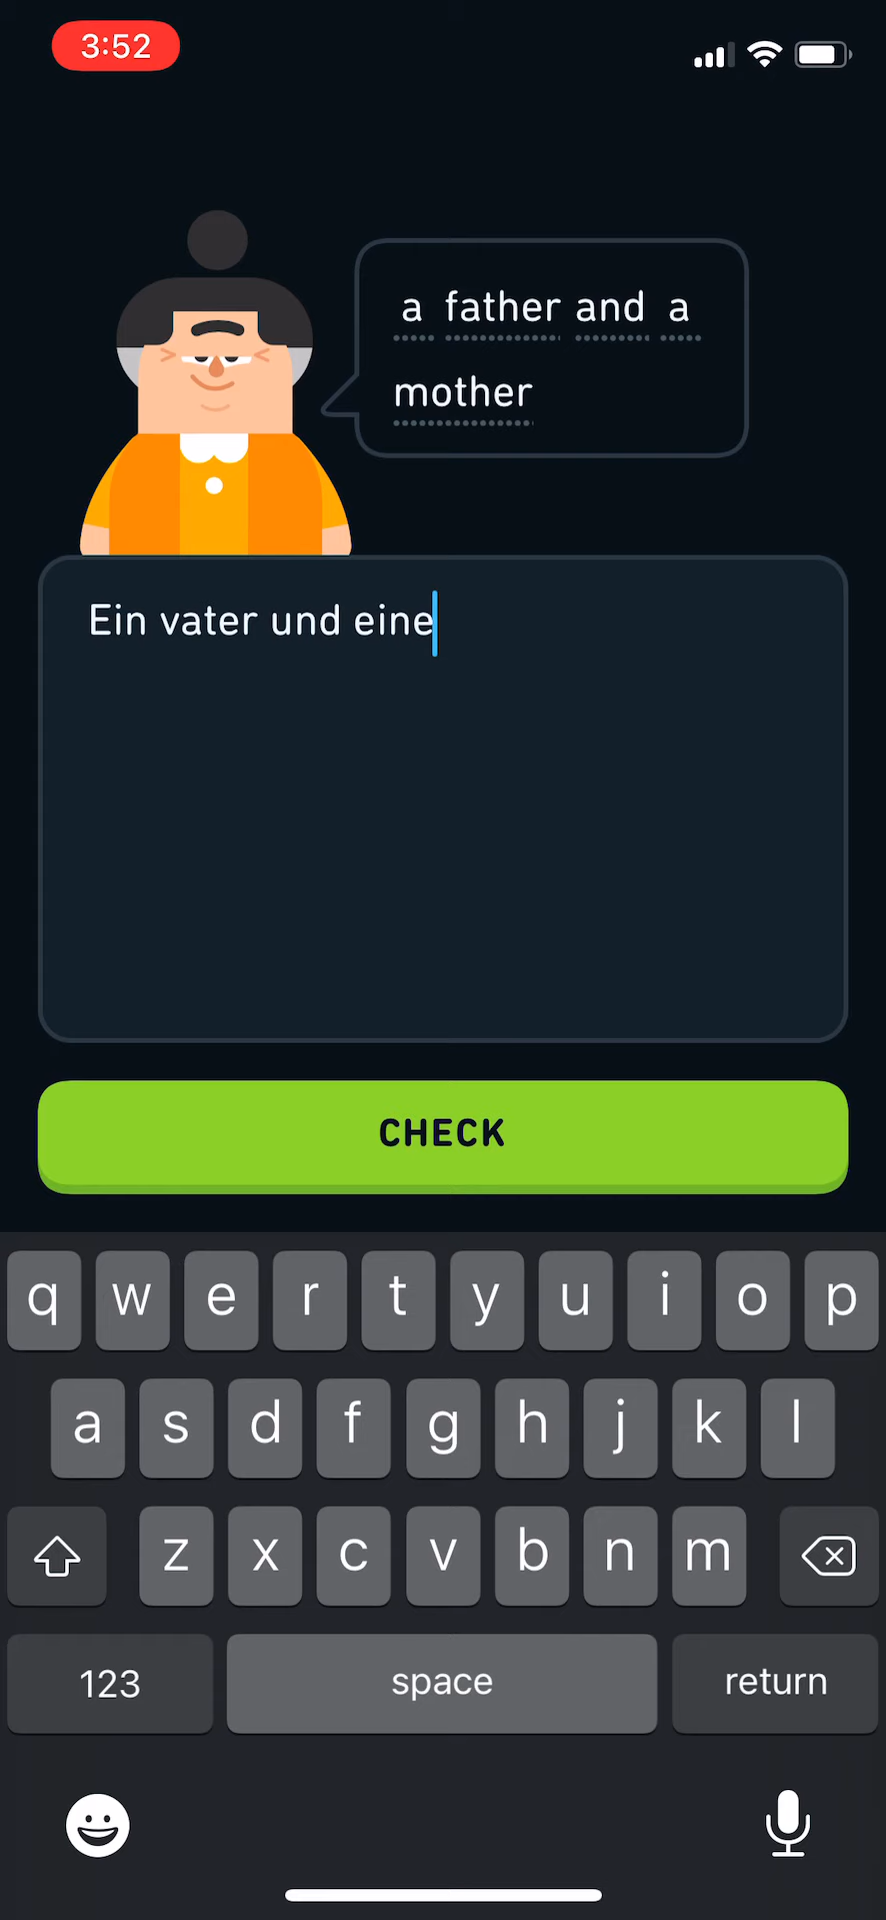 3:52
a father and a
mother
Ein vater und eine
CHECK
q w e r t y u i o p
a s d f g h j k l
z x c v b n m
123 space return